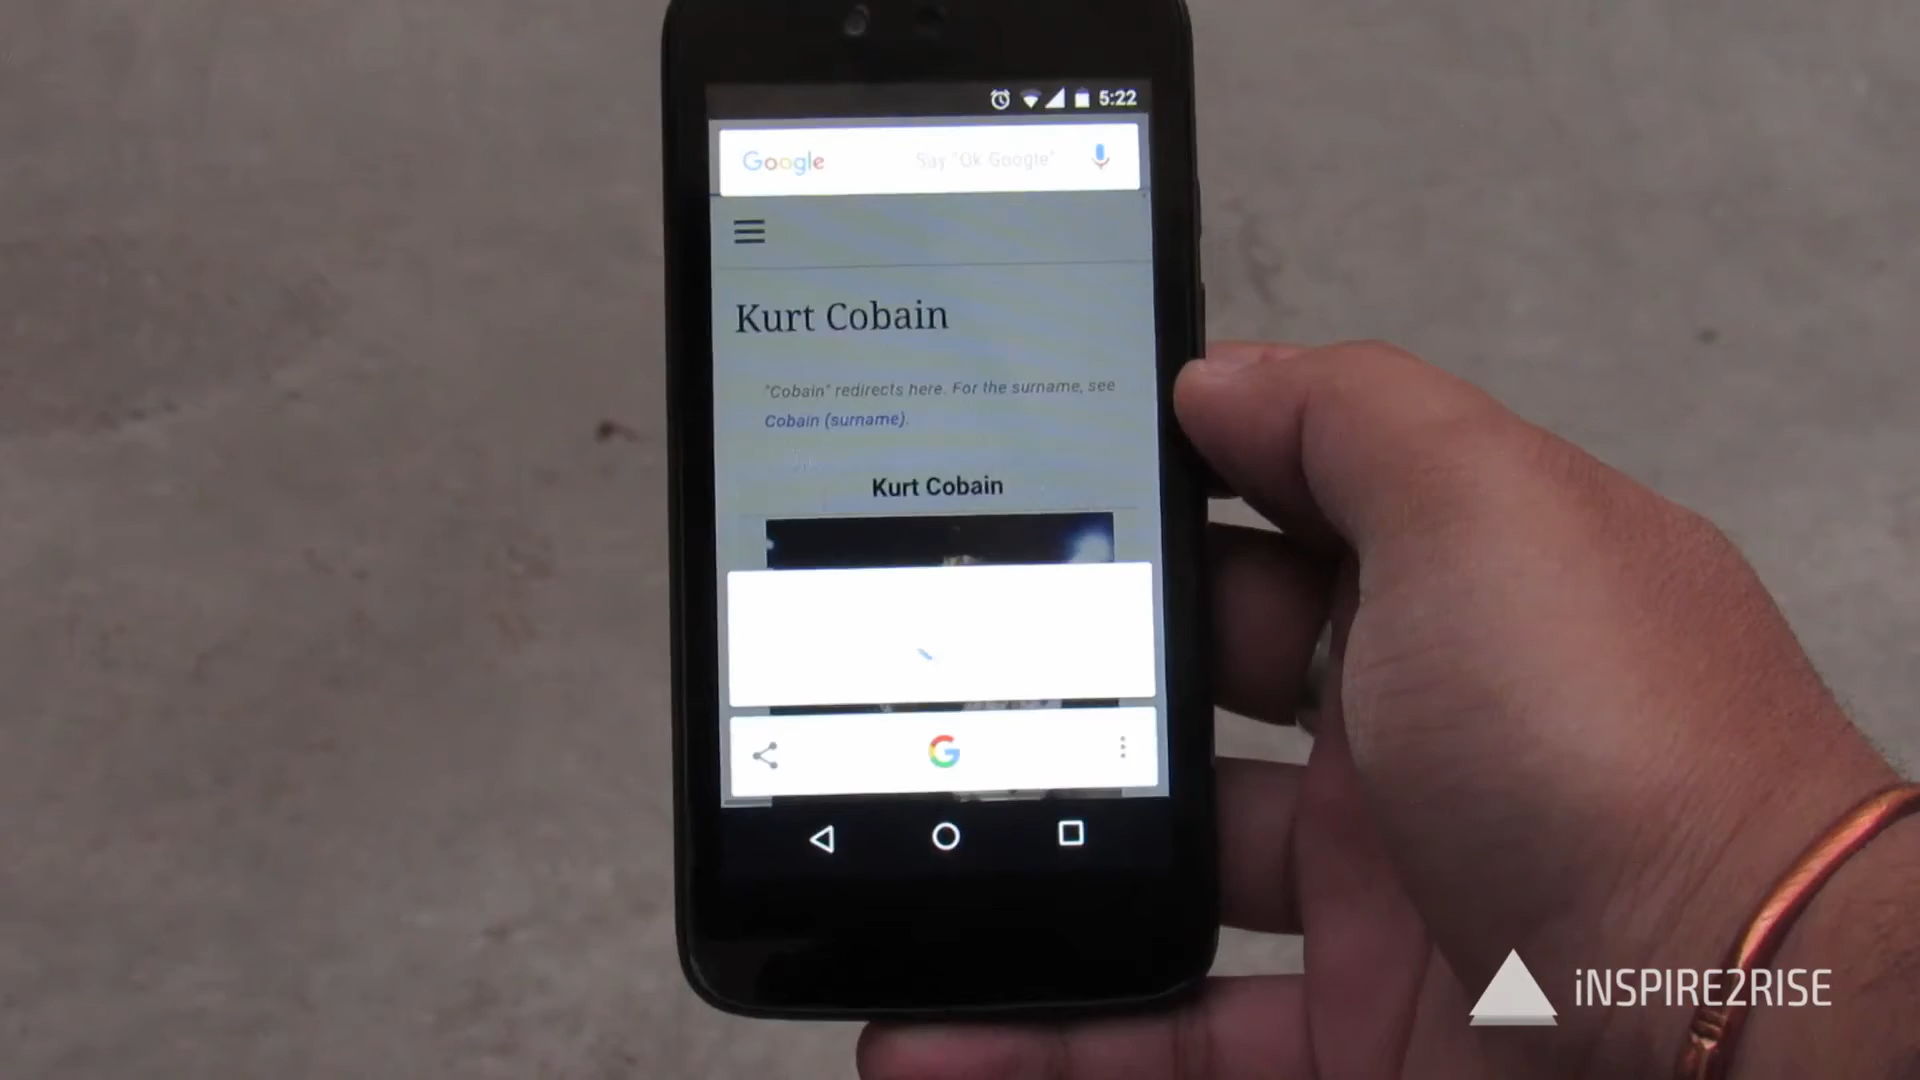 5:22
Google Say "Ok Google"
Kurt Cobain
"Cobain" redirects here. For the surname, see
Cobain (surname).
Kurt Cobain
G
iNSPIRE2RISE